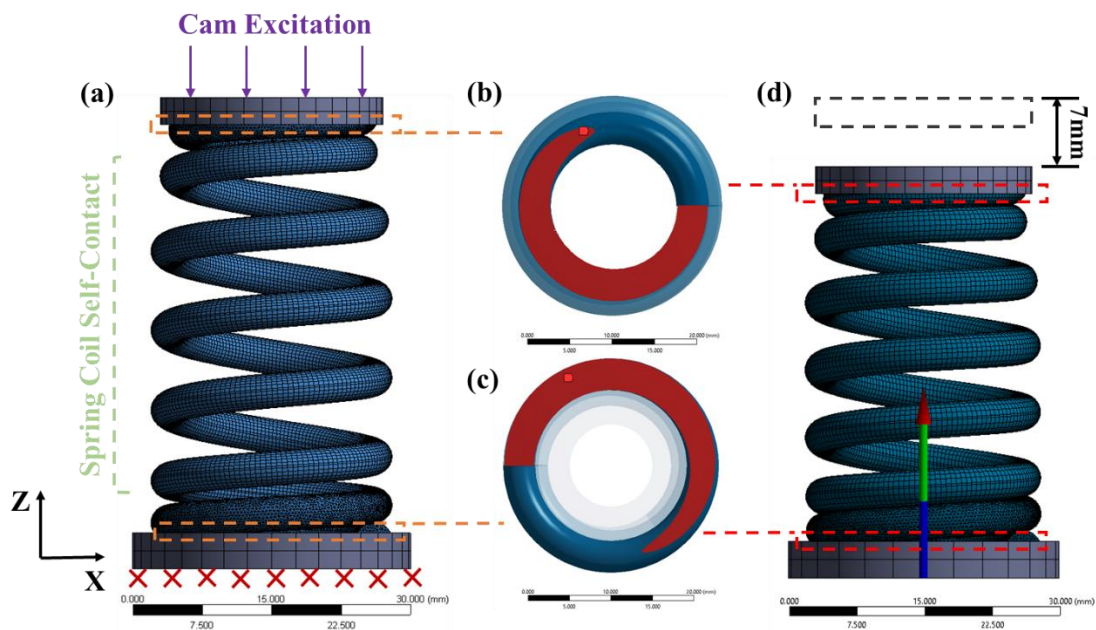 Cam Excitation
(a)
(b)
(d)
7mm
Spring Coil Self-Contact
0.000
10.000
20.000 (mm)
5.000
15.000
(c)
Z
X
0.000
15.000
30.000 (mm)
7.500
22.500
0.000
10.000
20.000 (mm)
5.000
15.000
0.000
15.000
30.000 (mm)
7.500
22.500